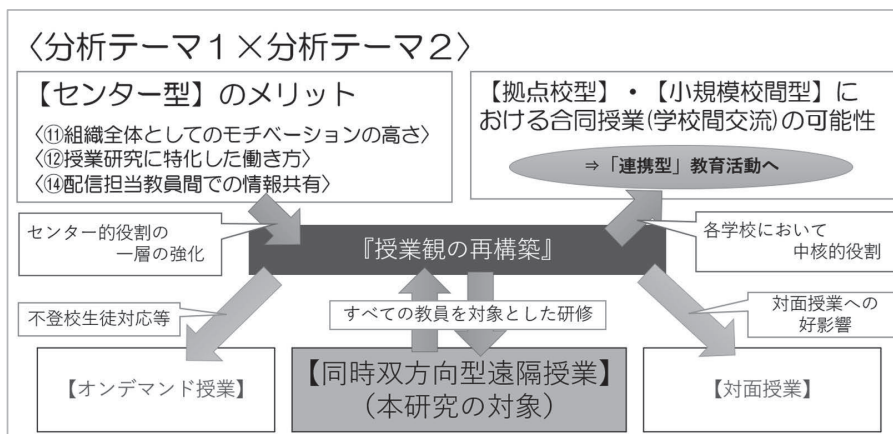 〈分析テーマ１×分析テーマ２〉
【センター型】のメリット
〈⑪組織全体としてのモチベーションの高さ〉
〈⑫授業研究に特化した働き方〉
〈⑭配信担当教員間での情報共有〉
【拠点校型】・【小規模校間型】に
おける合同授業(学校間交流)の可能性
⇒「連携型」教育活動へ
センター的役割の
一層の強化
『授業観の再構築』
各学校において
中核的役割
不登校生徒対応等
すべての教員を対象とした研修
対面授業への
好影響
【オンデマンド授業】
【同時双方向型遠隔授業】
（本研究の対象）
【対面授業】